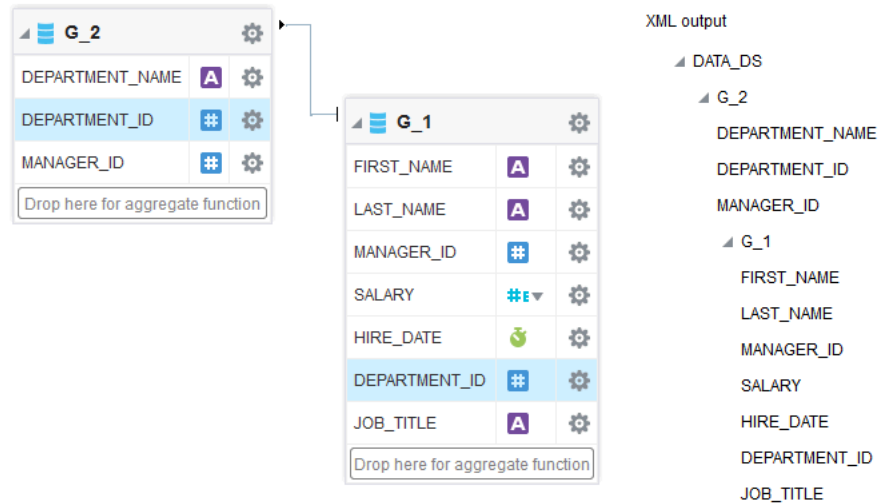 G_2
DEPARTMENT_NAME A
DEPARTMENT_ID #
MANAGER_ID #
Drop here for aggregate function
G_1
FIRST_NAME A
LAST_NAME A
MANAGER_ID #
SALARY #E
HIRE_DATE
DEPARTMENT_ID #
JOB_TITLE A
Drop here for aggregate function
XML output
DATA_DS
G_2
DEPARTMENT_NAME
DEPARTMENT_ID
MANAGER_ID
G_1
FIRST_NAME
LAST_NAME
MANAGER_ID
SALARY
HIRE_DATE
DEPARTMENT_ID
JOB_TITLE